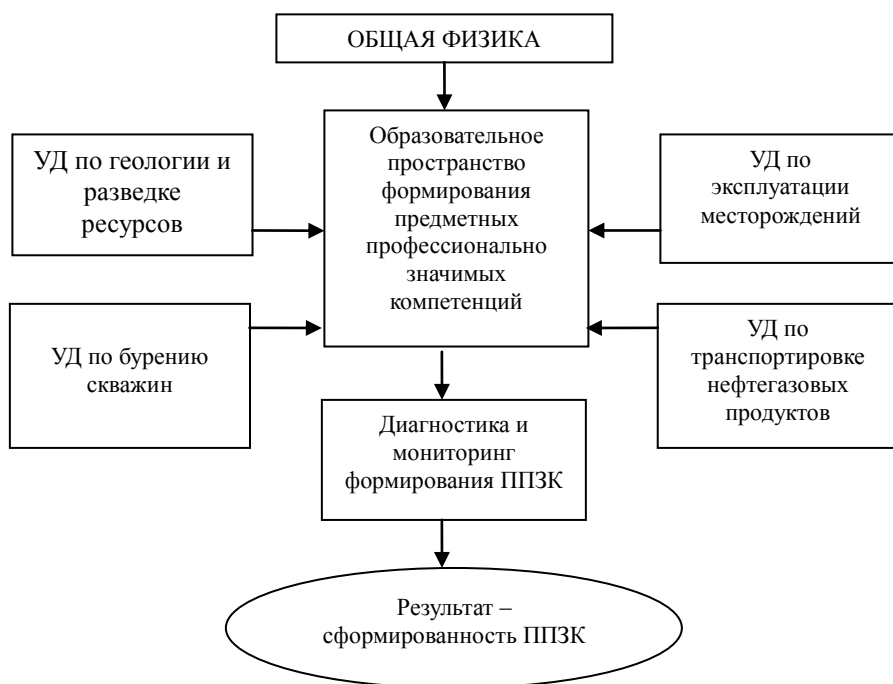 ОБЩАЯ ФИЗИКА
Образовательное
пространство
формирования
предметных
профессионально
значимых
компетенций
УД по геологии и
разведке
ресурсов
УД по
эксплуатации
месторождений
УД по бурению
скважин
УД по
транспортировке
нефтегазовых
продуктов
Диагностика и
мониторинг
формирования ППЗК
Результат –
сформированность ППЗК